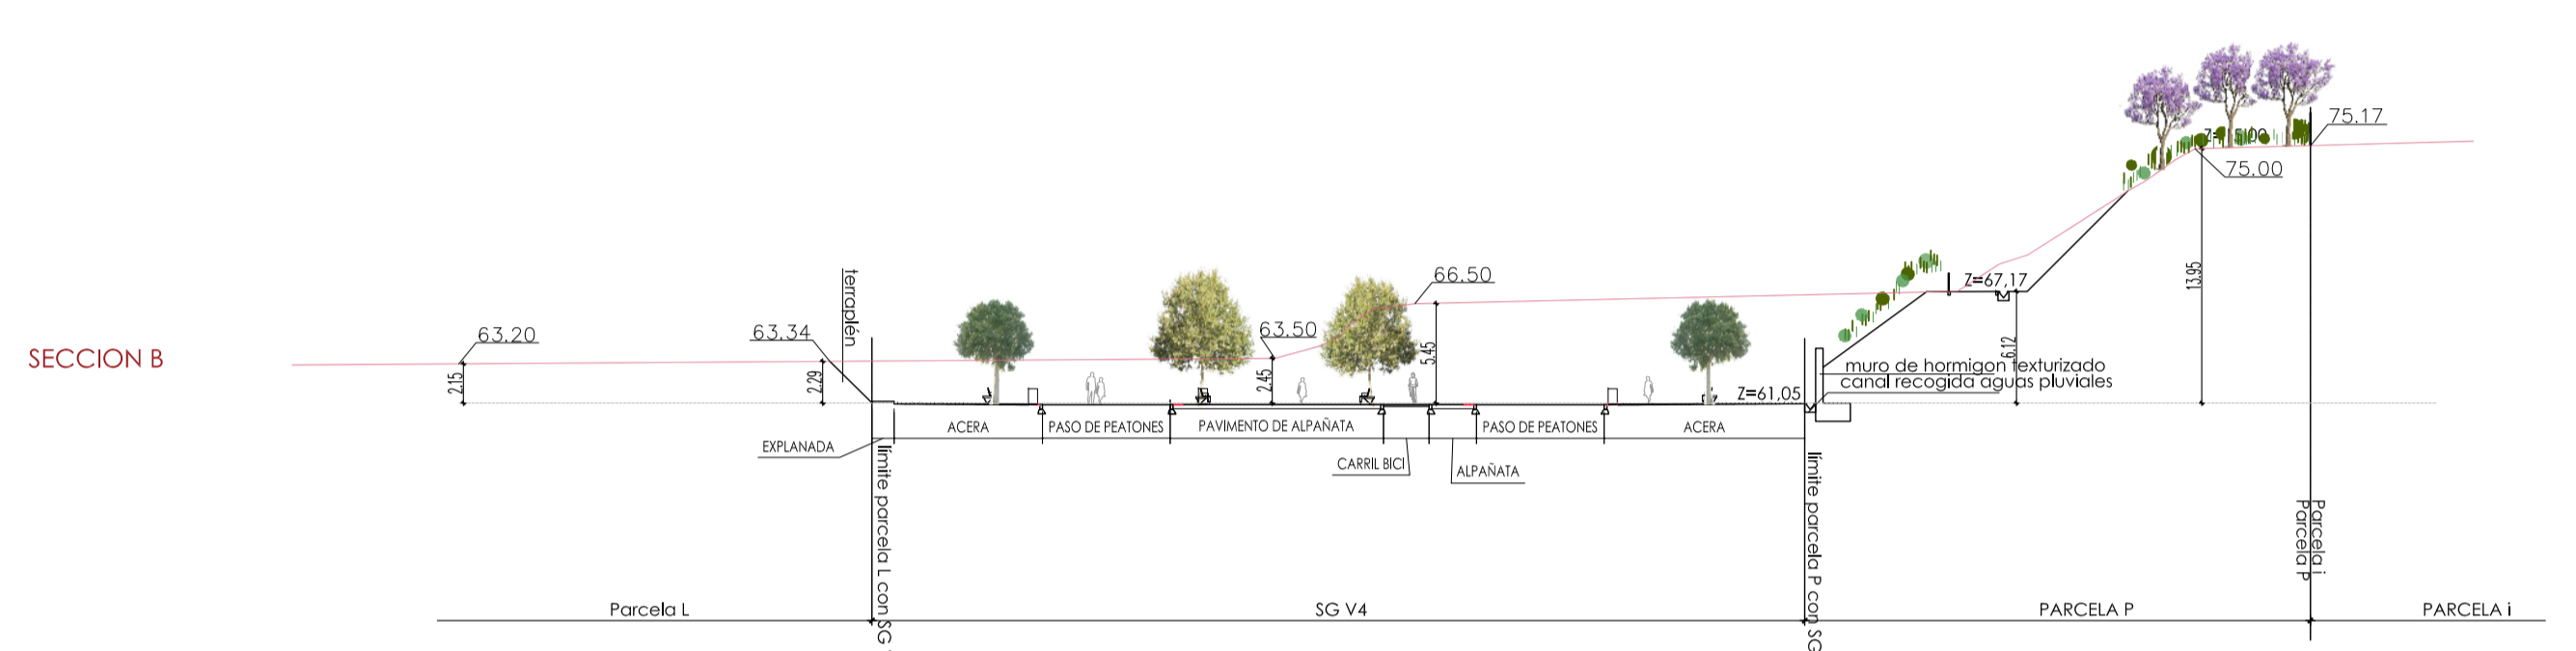 75.17
Z=75,00
75.00
13.95
66.50
Z=67,17
terraplén
63.20
63.34
63.50
SECCION B
2.15
2.29
2.45
5.45
6.12
muro de hormigon texturizado
canal recogida aguas pluviales
Z=61,05
ACERA
PASO DE PEATONES
PAVIMENTO DE ALPAÑATA
PASO DE PEATONES
ACERA
EXPLANADA
CARRIL BICI
ALPAÑATA
límite parcela L con SG
límite parcela P con SG
Parcela P
Parcela i
Parcela L
SG V4
PARCELA P
PARCELA i